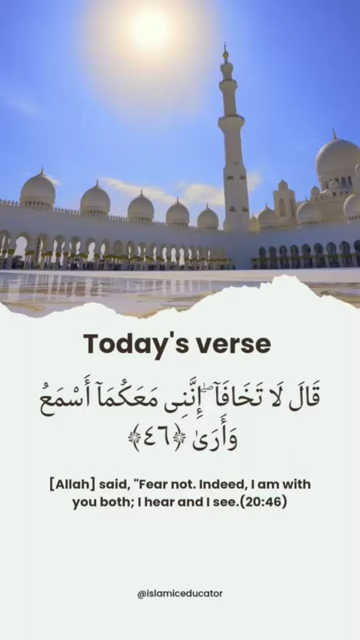 Today's verse
قَالَ لَا تَخَافَآ ۖ إِنَّنِى مَعَكُمَآ أَسْمَعُ
وَأَرَىٰ ﴿٤٦﴾
[Allah] said, "Fear not. Indeed, I am with
you both; I hear and I see.(20:46)
@islamiceducator